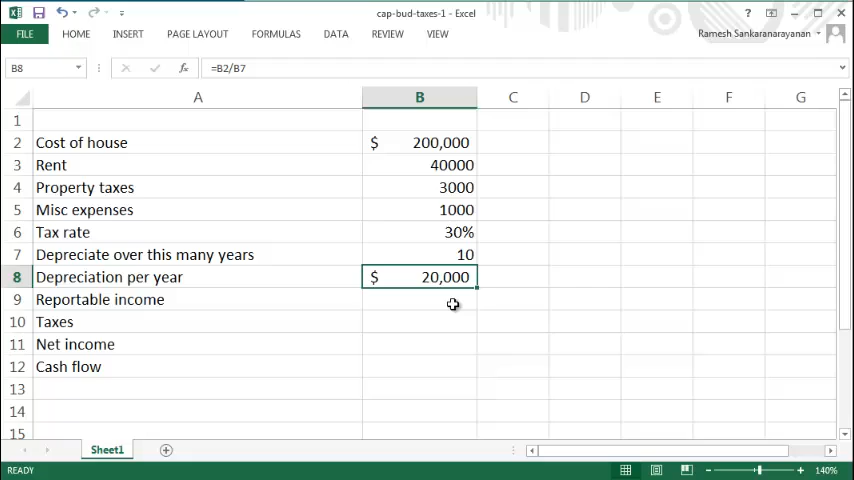 cap-bud-taxes-1 - Excel
FILE HOME INSERT PAGE LAYOUT FORMULAS DATA REVIEW VIEW Ramesh Sankaranarayanan
B8 fx =B2/B7
A B C D E F G
1
2 Cost of house $ 200,000
3 Rent 40000
4 Property taxes 3000
5 Misc expenses 1000
6 Tax rate 30%
7 Depreciate over this many years 10
8 Depreciation per year $ 20,000
9 Reportable income
10 Taxes
11 Net income
12 Cash flow
13
14
15
Sheet1
READY 140%